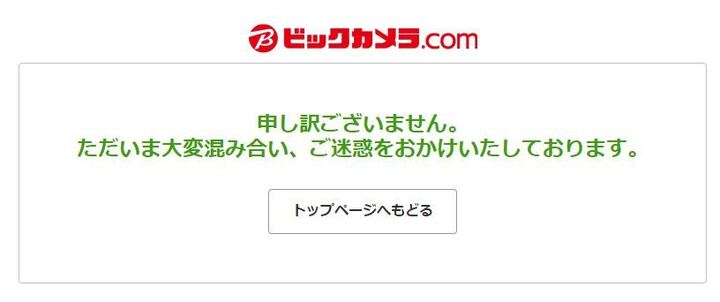 ビックカメラ.com
申し訳ございません。
ただいま大変混み合い、ご迷惑をおかけいたしております。
トップページへもどる